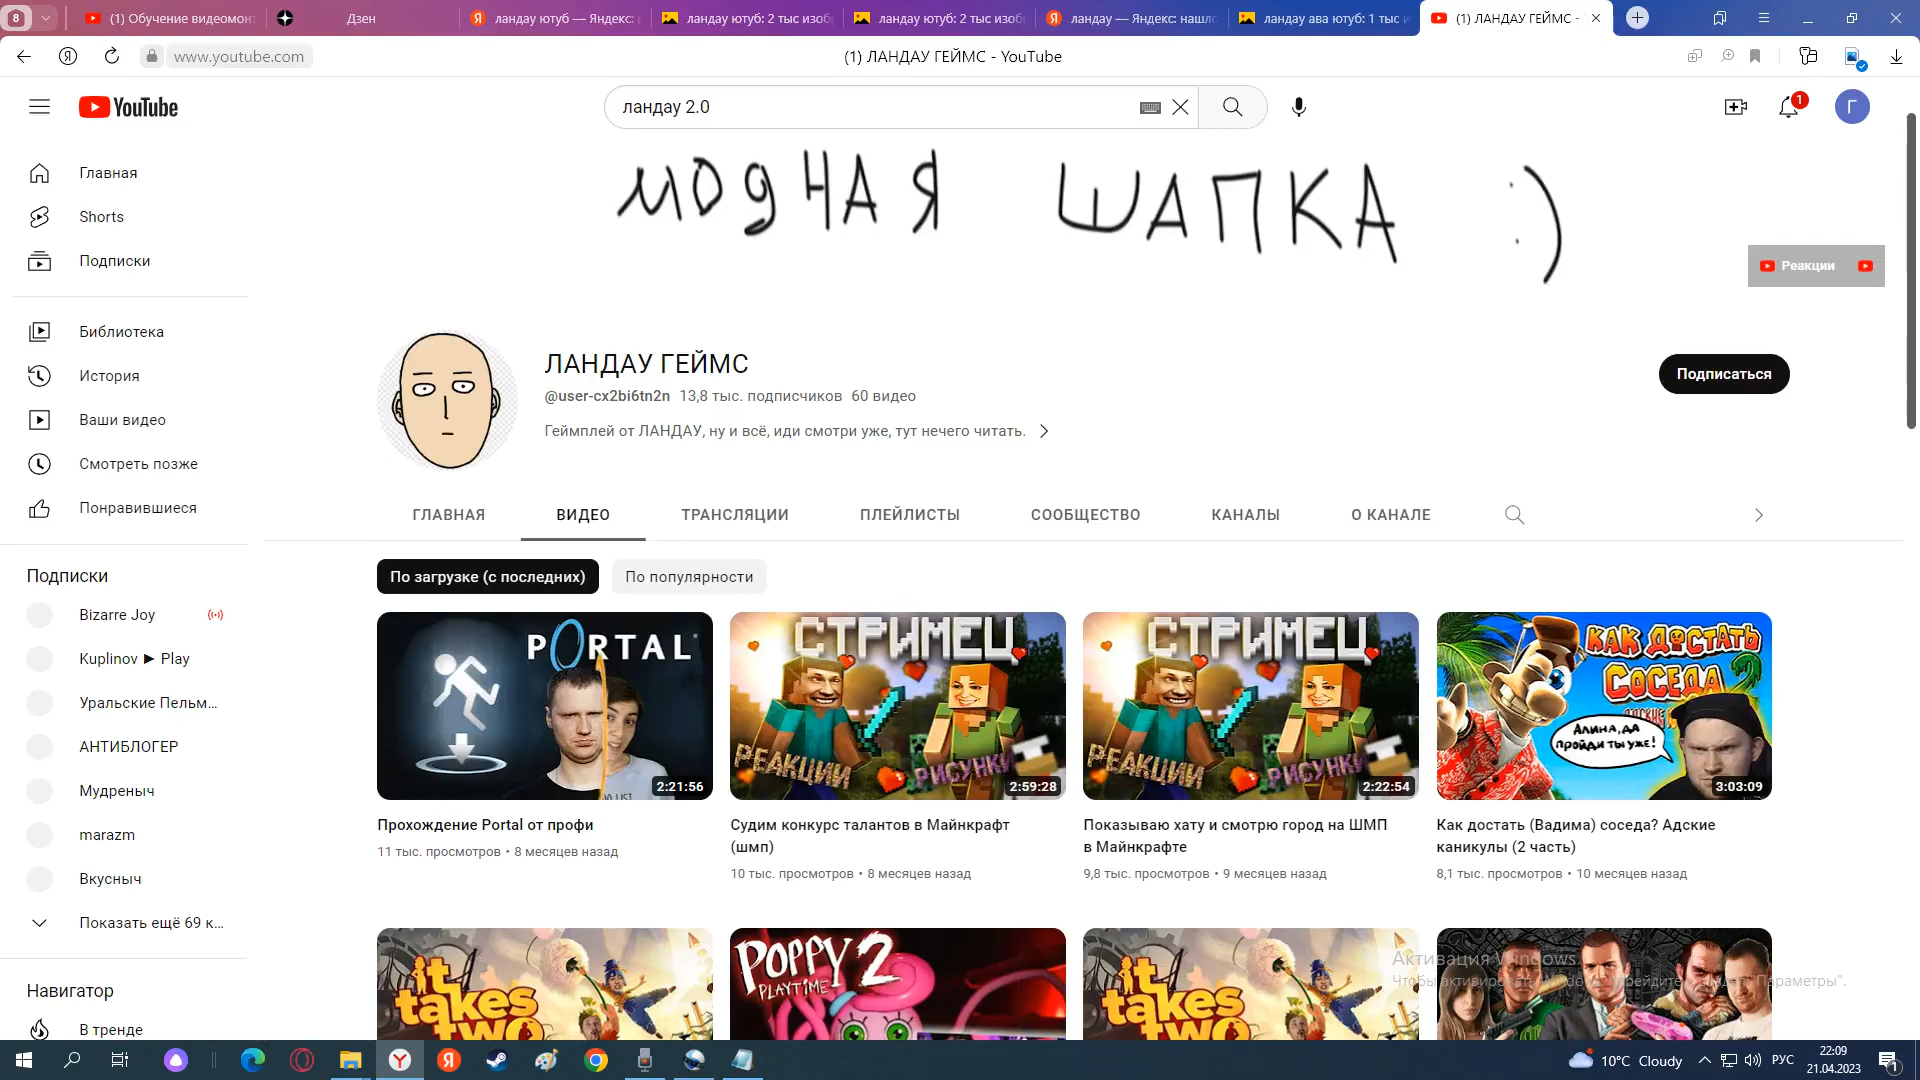 8
(1) Обучение видеомонт
Дзен
ландау ютуб — Яндекс:
ландау ютуб: 2 тыс изоб
ландау ютуб: 2 тыс изоб
ландау — Яндекс: нашло
ландау ава ютуб: 1 тыс и
(1) ЛАНДАУ ГЕЙМС -
www.youtube.com
(1) ЛАНДАУ ГЕЙМС - YouTube
YouTube
ландау 2.0
1
Г
МОДНАЯ ШАПКА :)
Реакции
Главная
Shorts
Подписки
Библиотека
История
Ваши видео
Смотреть позже
Понравившиеся
Подписки
Bizarre Joy
Kuplinov ► Play
Уральские Пельм...
АНТИБЛОГЕР
Мудреныч
marazm
Вкусныч
Показать ещё 69 к...
Навигатор
В тренде
ЛАНДАУ ГЕЙМС
@user-cx2bi6tn2n 13,8 тыс. подписчиков 60 видео
Геймплей от ЛАНДАУ, ну и всё, иди смотри уже, тут нечего читать.
Подписаться
ГЛАВНАЯ ВИДЕО ТРАНСЛЯЦИИ ПЛЕЙЛИСТЫ СООБЩЕСТВО КАНАЛЫ О КАНАЛЕ
По загрузке (с последних) По популярности
PORTAL
2:21:56
Прохождение Portal от профи
11 тыс. просмотров • 8 месяцев назад
СТРИМЕЦ
РЕАКЦИИ РИСУНКИ
2:59:28
Судим конкурс талантов в Майнкрафт
(шмп)
10 тыс. просмотров • 8 месяцев назад
СТРИМЕЦ
РЕАКЦИИ РИСУНКИ
2:22:54
Показываю хату и смотрю город на ШМП
в Майнкрафте
9,8 тыс. просмотров • 9 месяцев назад
КАК ДОСТАТЬ
СОСЕДА 2
АЛИНА, ДА
ПРОЙДИ ТЫ УЖЕ!
3:03:09
Как достать (Вадима) соседа? Адские
каникулы (2 часть)
8,1 тыс. просмотров • 10 месяцев назад
it
takes
two
POPPY 2
PLAYTIME
it
takes
two
Активация Windows
"Параметры".
10°C Cloudy
РУС
22:09
21.04.2023
1